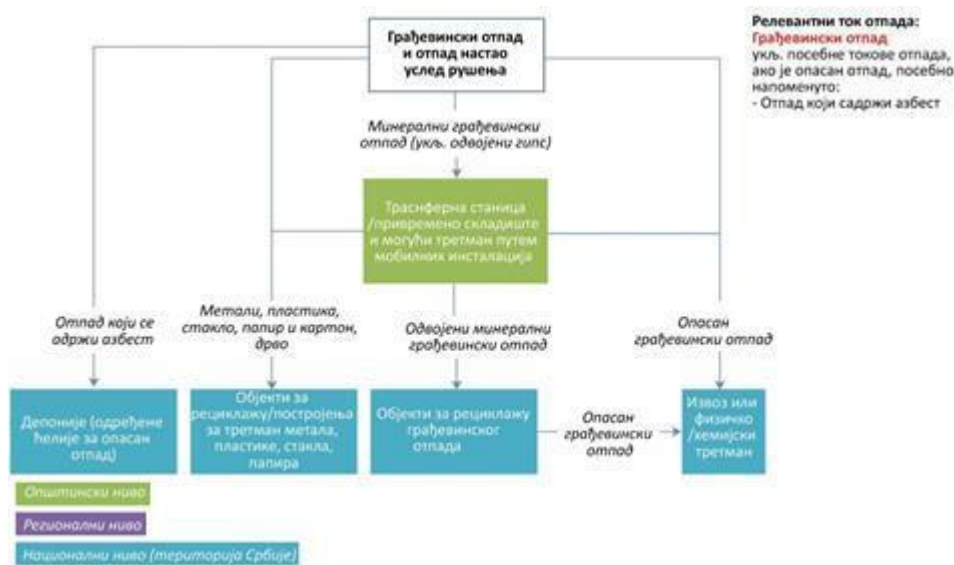 Грађевински отпад
и отпад настао
услед рушења
Релевантни ток отпада:
Грађевински отпад
укљ. посебне токове отпада,
ако је опасан отпад, посебно
напоменуто:
- Отпад који садржи азбест
Минерални грађевински
отпад (укљ. одвојени гипс)
Траснферна станица
/привремено складиште
и могући третман путем
мобилних инсталација
Отпад који се
одржи азбест
Метали, пластика,
стакло, папир и картон,
дрво
Одвојени минерални
грађевински отпад
Опасан
грађевински отпад
Депоније (одређене
ћелије за опасан
отпад)
Објекти за
рециклажу/постројења
за третман метала,
пластике, стакла,
папира
Објекти за рециклажу
грађевинског
отпада
Опасан
грађевински
отпад
Извоз или
физичко
/хемијски
третман
Општински ниво
Регионални ниво
Национални ниво (територија Србије)